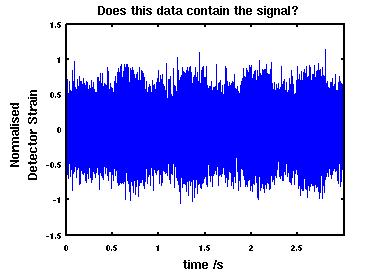 Does this data contain the signal?
1.5
1
0.5
0
-0.5
-1
-1.5
Normalised
Detector Strain
0 0.5 1 1.5 2 2.5
time /s